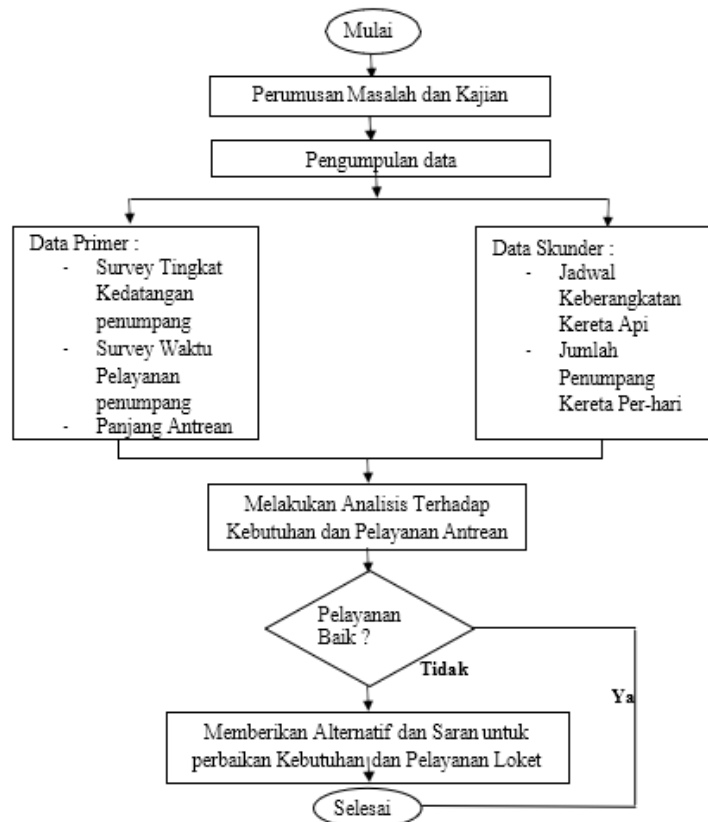 Mulai
Perumusan Masalah dan Kajian
Pengumpulan data
Data Primer :
- Survey Tingkat
Kedatangan
penumpang
- Survey Waktu
Pelayanan
penumpang
- Panjang Antrean
Data Skunder :
- Jadwal
Keberangkatan
Kereta Api
- Jumlah
Penumpang
Kereta Per-hari
Melakukan Analisis Terhadap
Kebutuhan dan Pelayanan Antrean
Pelayanan
Baik ?
Tidak
Ya
Memberikan Alternatif dan Saran untuk
perbaikan Kebutuhan dan Pelayanan Loket
Selesai